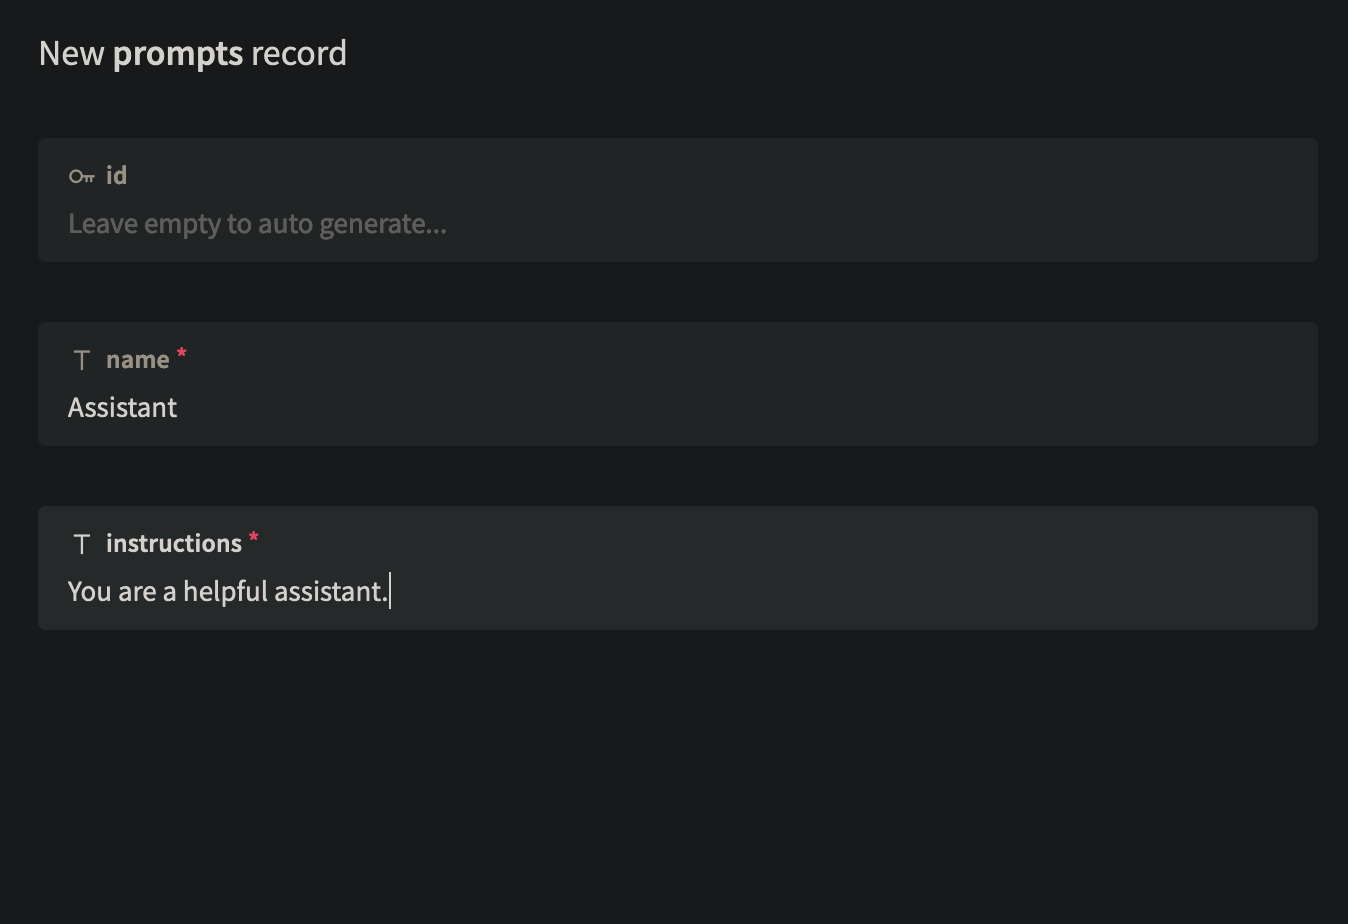 New prompts record
id
Leave empty to auto generate...
T name *
Assistant
T instructions *
You are a helpful assistant.